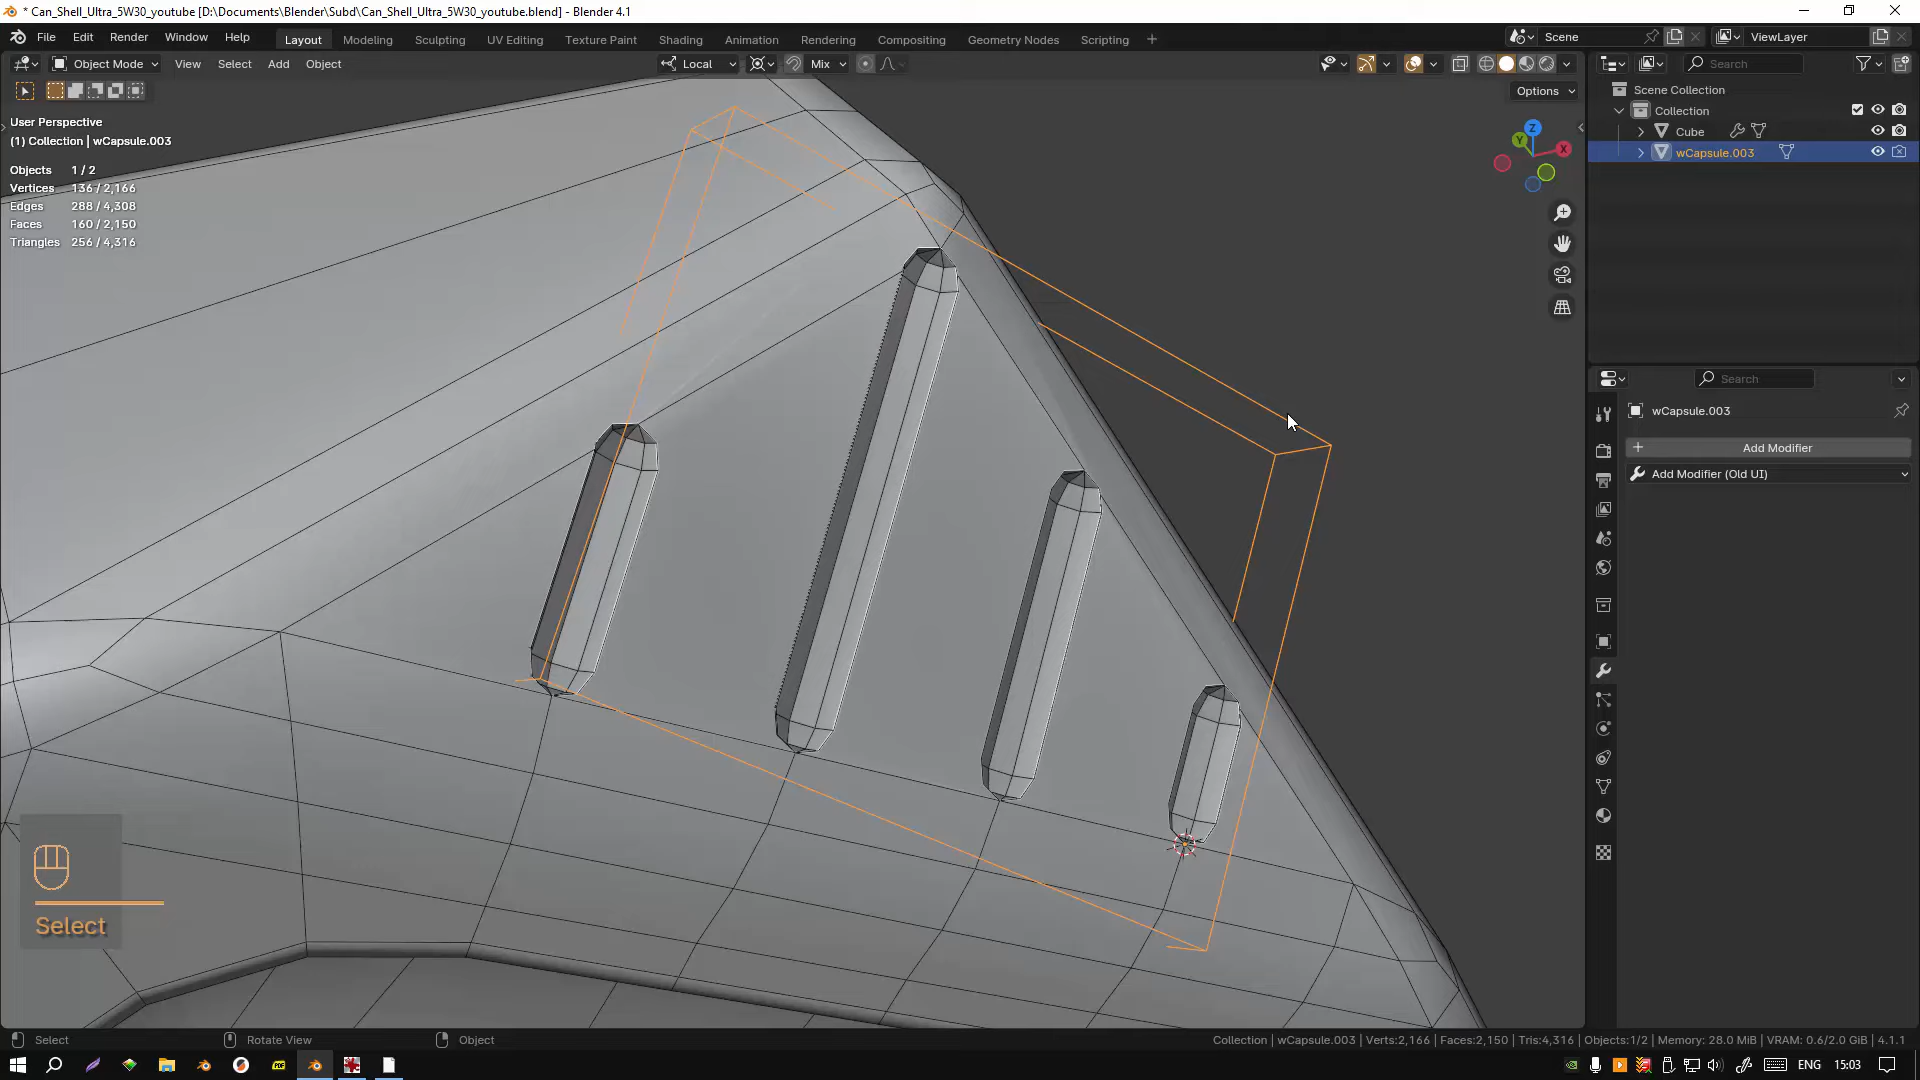 * Can_Shell_Ultra_5W30_youtube [D:\Documents\Blender\Subd\Can_Shell_Ultra_5W30_youtube.blend] - Blender 4.1
File Edit Render Window Help
Layout Modeling Sculpting UV Editing Texture Paint Shading Animation Rendering Compositing Geometry Nodes Scripting +
Scene
ViewLayer
Object Mode View Select Add Object
Local
Mix
Search
Options
User Perspective
(1) Collection | wCapsule.003
Objects 1 / 2
Vertices 136 / 2,166
Edges 288 / 4,308
Faces 160 / 2,150
Triangles 256 / 4,316
Z
Y
X
Scene Collection
Collection
Cube
wCapsule.003
Search
wCapsule.003
+ Add Modifier
Add Modifier (Old UI)
Select
Select
Rotate View
Object
Collection | wCapsule.003 | Verts:2,166 | Faces:2,150 | Tris:4,316 | Objects:1/2 | Memory: 28.0 MiB | VRAM: 0.6/2.0 GiB | 4.1.1
ENG
15:03